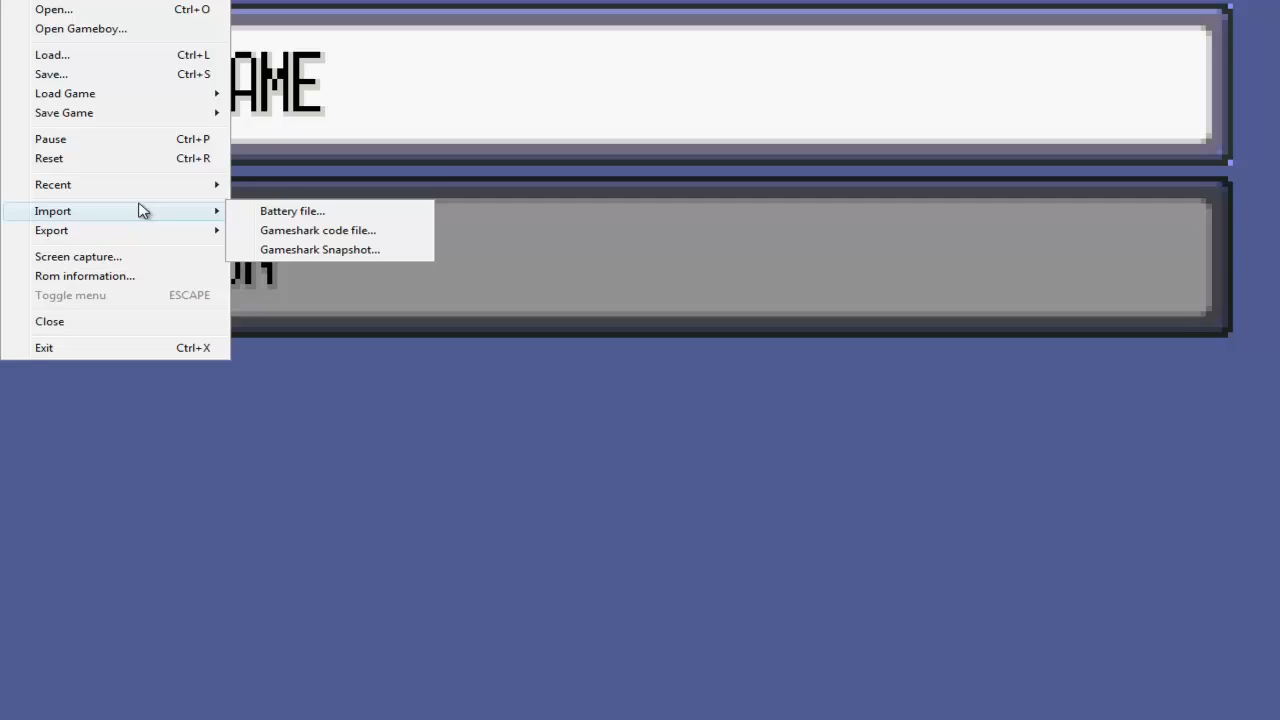 Open... Ctrl+O
Open Gameboy...
Load... Ctrl+L
Save... Ctrl+S
Load Game
Save Game
Pause Ctrl+P
Reset Ctrl+R
Recent
Import
Export
Screen capture...
Rom information...
Toggle menu ESCAPE
Close
Exit Ctrl+X
Battery file...
Gameshark code file...
Gameshark Snapshot...
AME